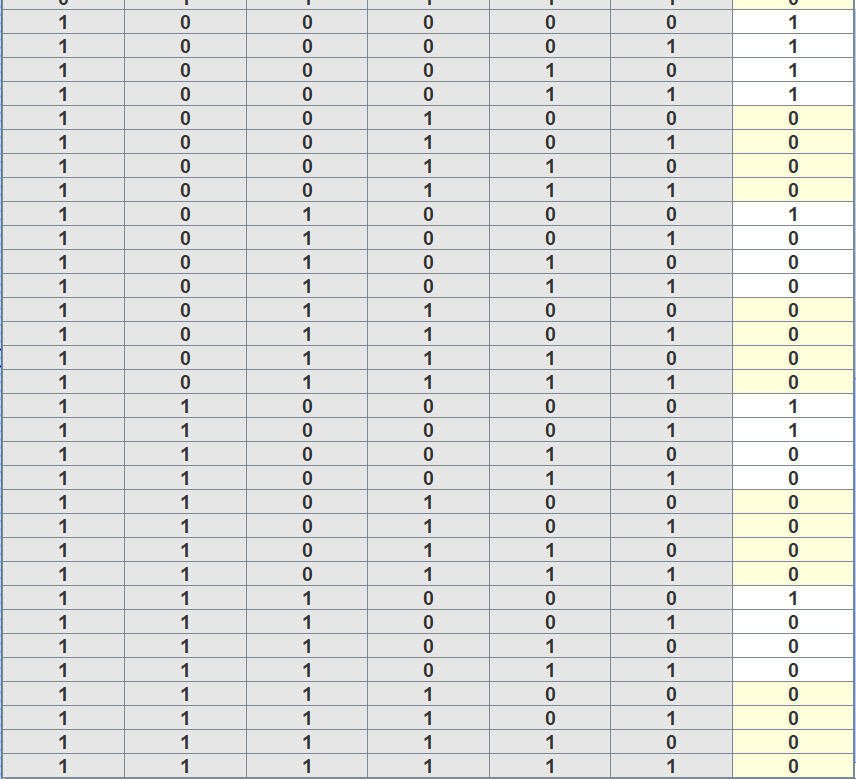 1 0 0 0 0 0 1
1 0 0 0 0 1 1
1 0 0 0 1 0 1
1 0 0 0 1 1 1
1 0 0 1 0 0 0
1 0 0 1 0 1 0
1 0 0 1 1 0 0
1 0 0 1 1 1 0
1 0 1 0 0 0 1
1 0 1 0 0 1 0
1 0 1 0 1 0 0
1 0 1 0 1 1 0
1 0 1 1 0 0 0
1 0 1 1 0 1 0
1 0 1 1 1 0 0
1 0 1 1 1 1 0
1 1 0 0 0 0 1
1 1 0 0 0 1 1
1 1 0 0 1 0 0
1 1 0 0 1 1 0
1 1 0 1 0 0 0
1 1 0 1 0 1 0
1 1 0 1 1 0 0
1 1 0 1 1 1 0
1 1 1 0 0 0 1
1 1 1 0 0 1 0
1 1 1 0 1 0 0
1 1 1 0 1 1 0
1 1 1 1 0 0 0
1 1 1 1 0 1 0
1 1 1 1 1 0 0
1 1 1 1 1 1 0